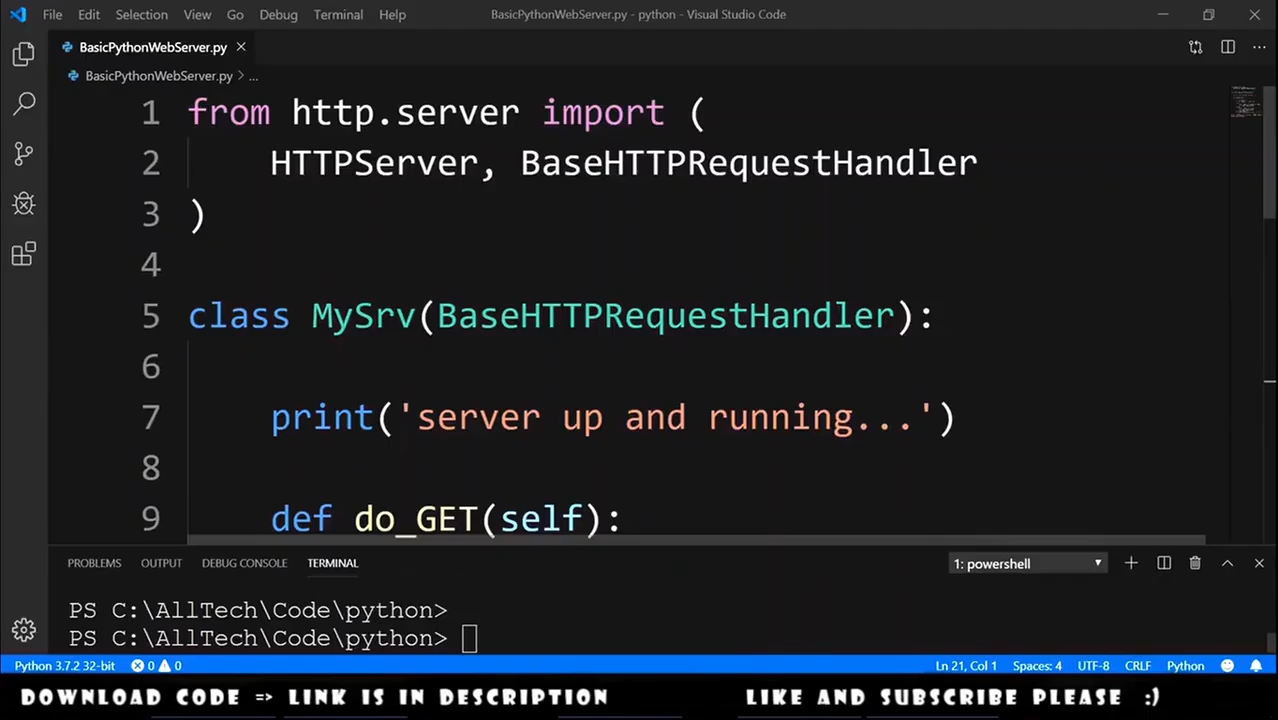 File Edit Selection View Go Debug Terminal Help BasicPythonWebServer.py - python - Visual Studio Code
BasicPythonWebServer.py
BasicPythonWebServer.py > ...
1 from http.server import (
2 HTTPServer, BaseHTTPRequestHandler
3 )
4
5 class MySrv(BaseHTTPRequestHandler):
6
7 print('server up and running...')
8
9 def do_GET(self):
PROBLEMS OUTPUT DEBUG CONSOLE TERMINAL 1: powershell
PS C:\AllTech\Code\python>
PS C:\AllTech\Code\python>
Python 3.7.2 32-bit 0 0 Ln 21, Col 1 Spaces: 4 UTF-8 CRLF Python
DOWNLOAD CODE => LINK IS IN DESCRIPTION LIKE AND SUBSCRIBE PLEASE :)